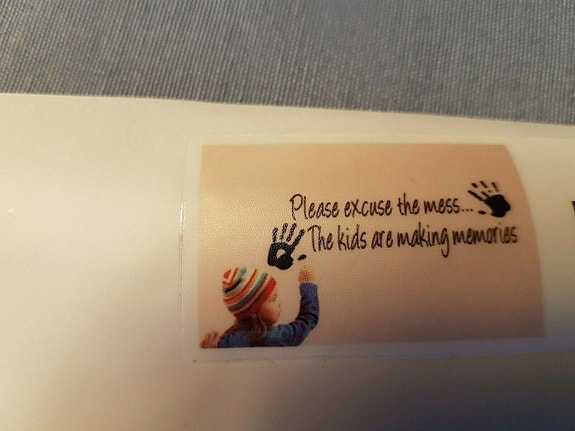 Please excuse the mess...
The kids are making memories